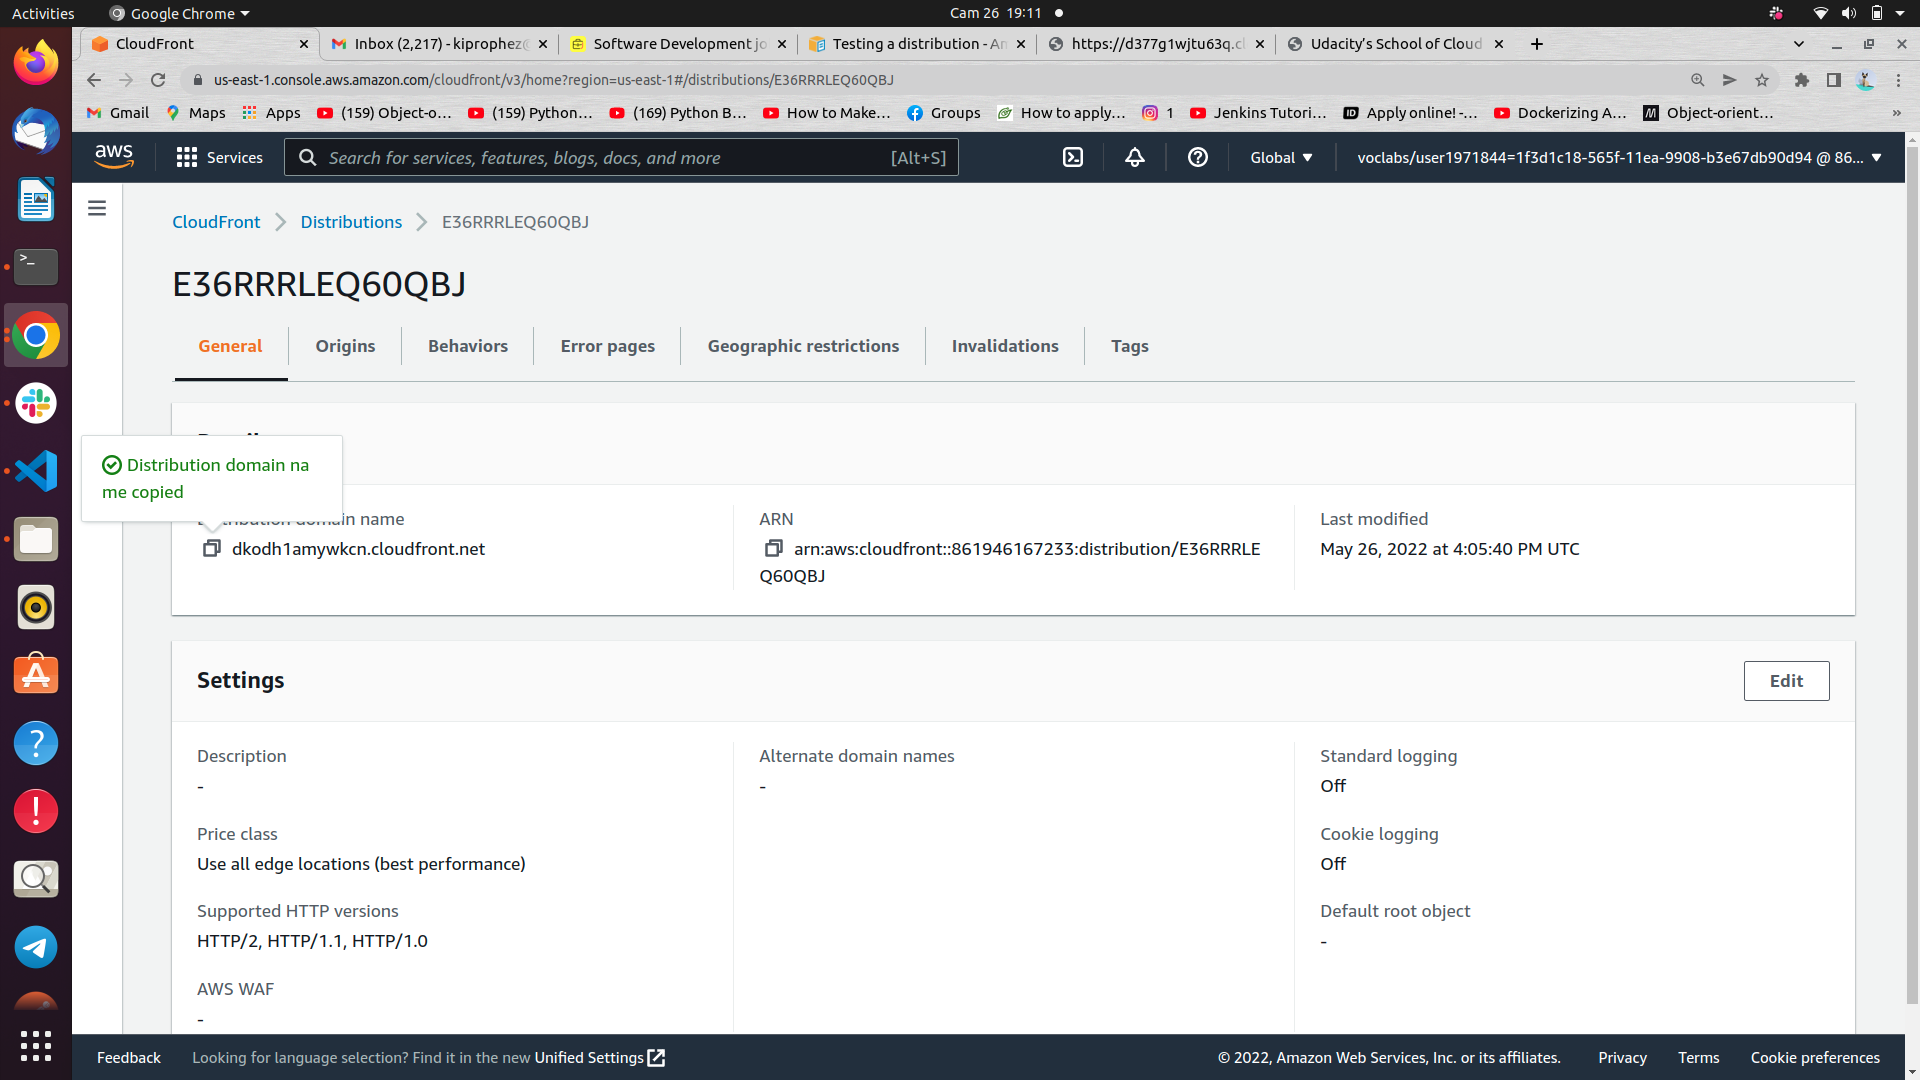 Activities
Google Chrome
Cam 26 19:11
CloudFront
Inbox (2,217) - kiprophez@
Software Development jo
Testing a distribution - Am
https://d377g1wjtu63q.cl
Udacity's School of Cloud
us-east-1.console.aws.amazon.com/cloudfront/v3/home?region=us-east-1#/distributions/E36RRRLEQ60QBJ
Gmail
Maps
Apps
(159) Object-o...
(159) Python...
(169) Python B...
How to Make...
Groups
How to apply...
1
Jenkins Tutori...
Apply online! -...
Dockerizing A...
Object-orient...
aws
Services
Search for services, features, blogs, docs, and more
[Alt+S]
Global
voclabs/user1971844=1f3d1c18-565f-11ea-9908-b3e67db90d94 @ 86...
CloudFront
Distributions
E36RRRLEQ60QBJ
E36RRRLEQ60QBJ
General
Origins
Behaviors
Error pages
Geographic restrictions
Invalidations
Tags
Distribution domain na
me copied
domain name
dkodh1amywkcn.cloudfront.net
ARN
arn:aws:cloudfront::861946167233:distribution/E36RRRLE
Q60QBJ
Last modified
May 26, 2022 at 4:05:40 PM UTC
Settings
Edit
Description
-
Price class
Use all edge locations (best performance)
Supported HTTP versions
HTTP/2, HTTP/1.1, HTTP/1.0
AWS WAF
-
Alternate domain names
-
Standard logging
Off
Cookie logging
Off
Default root object
-
Feedback
Looking for language selection? Find it in the new Unified Settings
© 2022, Amazon Web Services, Inc. or its affiliates.
Privacy
Terms
Cookie preferences